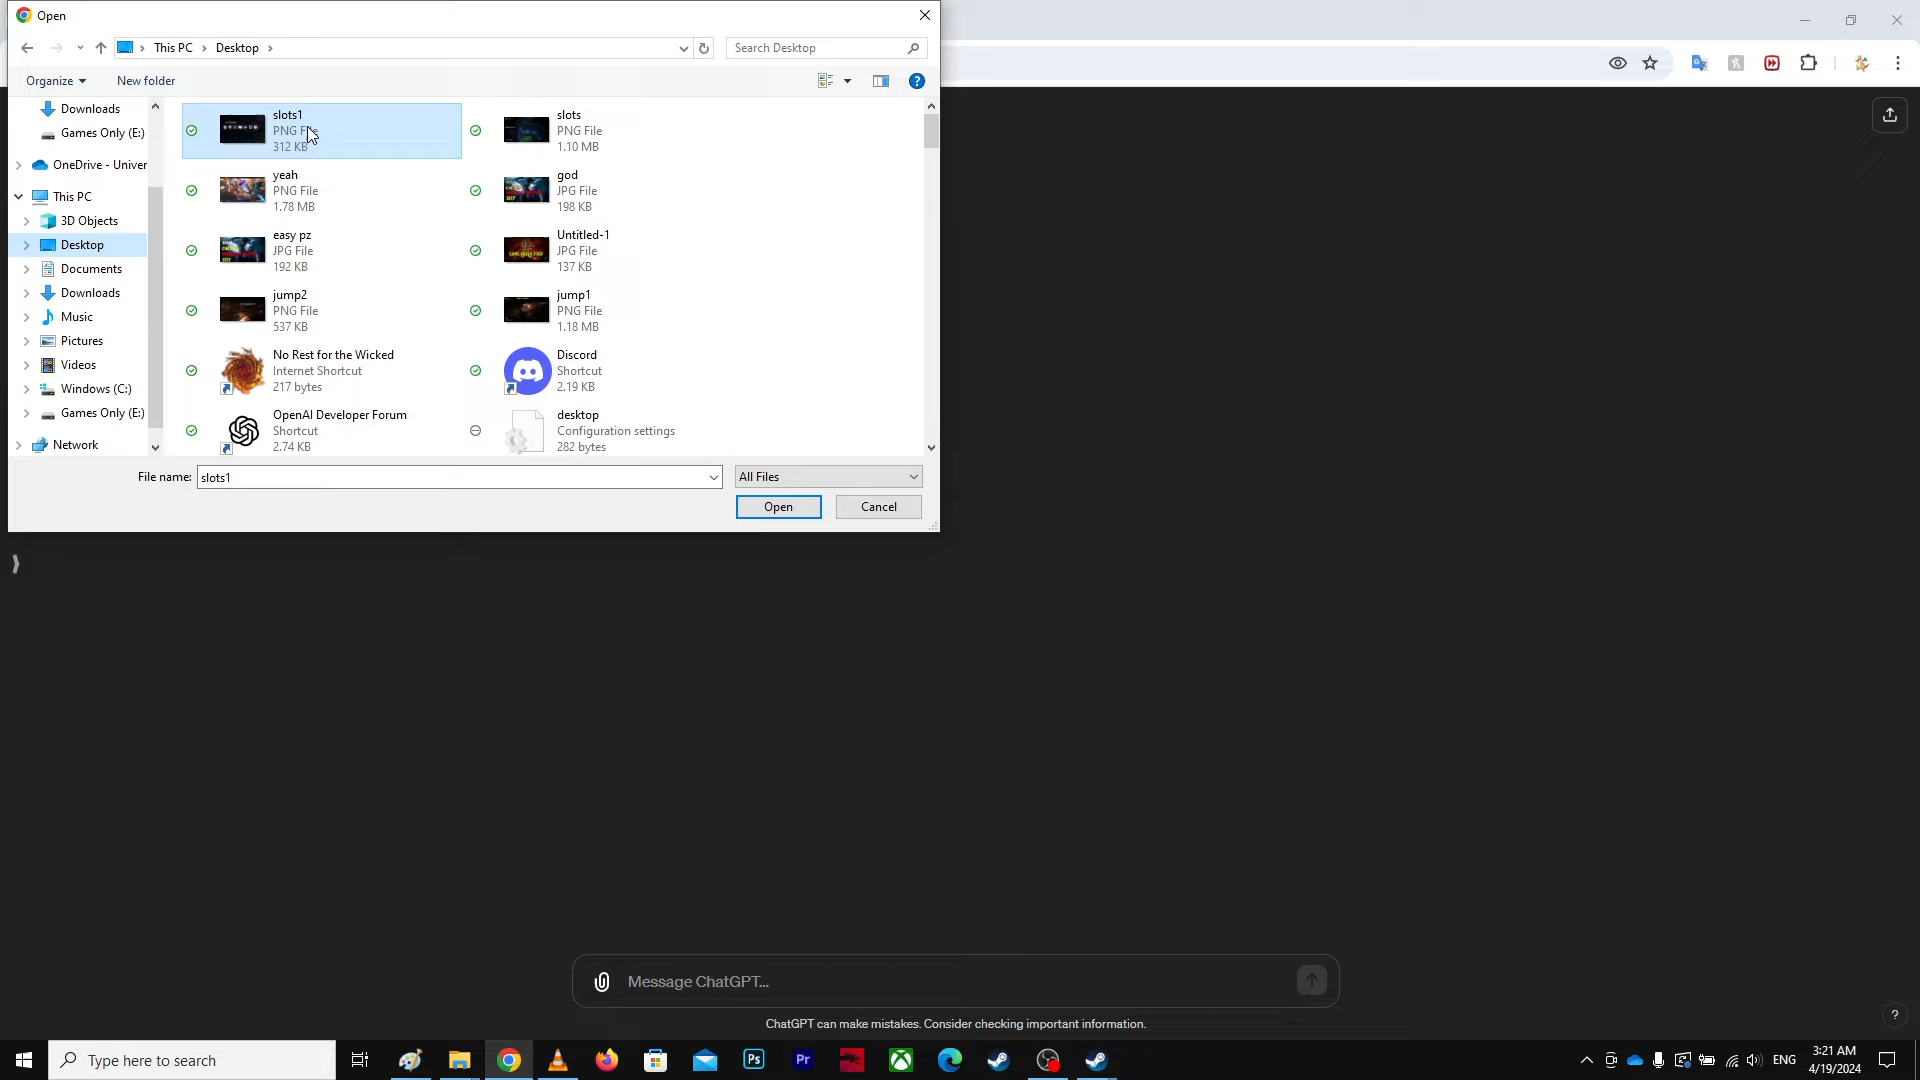 Open
This PC
Desktop
Search Desktop
Organize
New folder
Downloads
Games Only (E:)
OneDrive - Univer
This PC
3D Objects
Desktop
Documents
Downloads
Music
Pictures
Videos
Windows (C:)
Games Only (E:)
Network
slots1
PNG File
312 KB
slots
PNG File
1.10 MB
yeah
PNG File
1.78 MB
god
JPG File
198 KB
easy pz
JPG File
192 KB
Untitled-1
JPG File
137 KB
jump2
PNG File
537 KB
jump1
PNG File
1.18 MB
No Rest for the Wicked
Internet Shortcut
217 bytes
Discord
Shortcut
2.19 KB
OpenAI Developer Forum
Shortcut
2.74 KB
desktop
Configuration settings
282 bytes
File name:
slots1
All Files
Open
Cancel
Message ChatGPT...
ChatGPT can make mistakes. Consider checking important information.
?
Type here to search
Ps
Pr
ENG
3:21 AM
4/19/2024